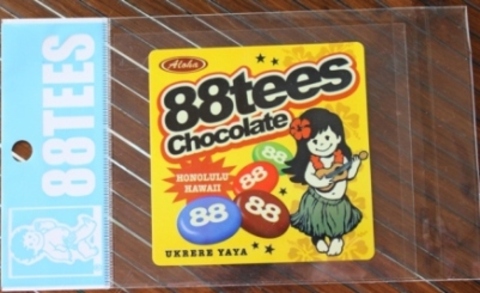 88TEES
Aloha
88tees
Chocolate
HONOLULU
HAWAII
88
88
88
88
UKRERE YAYA